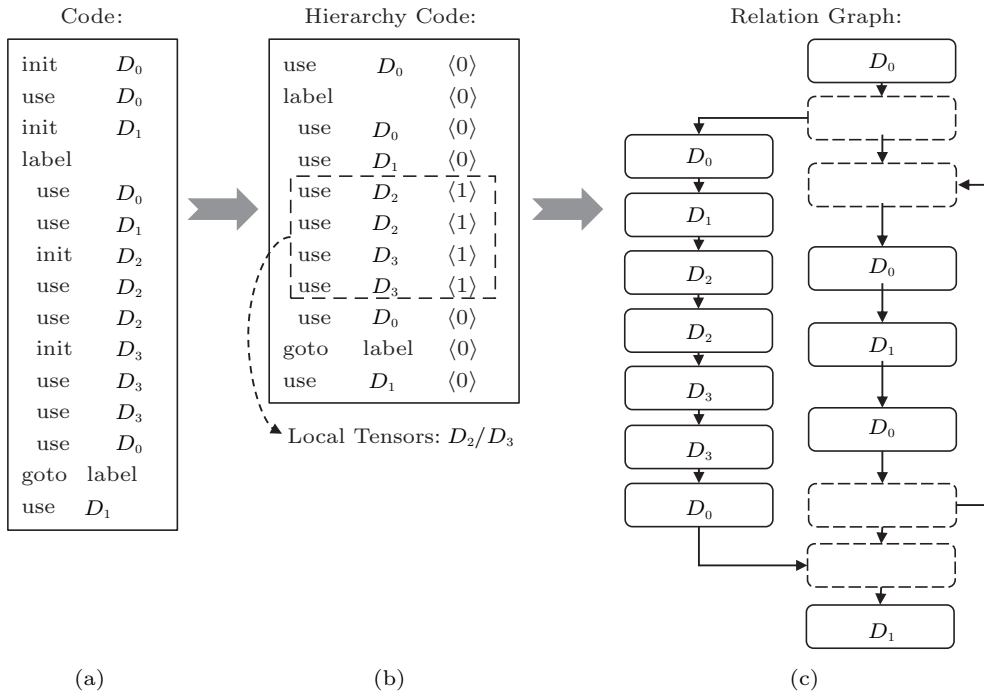 Code:
init D₀
use D₀
init D₁
label
use D₀
use D₁
init D₂
use D₂
use D₂
init D₃
use D₃
use D₃
use D₀
goto label
use D₁
(a)
Hierarchy Code:
use D₀ ⟨0⟩
label ⟨0⟩
use D₀ ⟨0⟩
use D₁ ⟨0⟩
use D₂ ⟨1⟩
use D₂ ⟨1⟩
use D₃ ⟨1⟩
use D₃ ⟨1⟩
use D₀ ⟨0⟩
goto label ⟨0⟩
use D₁ ⟨0⟩
Local Tensors: D₂/D₃
(b)
Relation Graph:
D₀
D₀
D₁
D₂
D₂
D₃
D₃
D₀
D₀
D₁
D₀
D₁
(c)